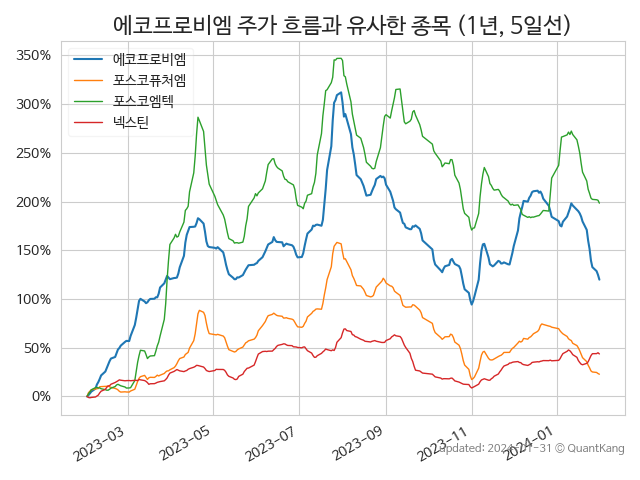 에코프로비엠 주가 흐름과 유사한 종목 (1년, 5일선)
350%
300%
250%
200%
150%
100%
50%
0%
에코프로비엠
포스코퓨처엠
포스코엠텍
넥스틴
2023-03
2023-05
2023-07
2023-09
2023-11
2024-01
Updated: 2024-01-31 © QuantKang